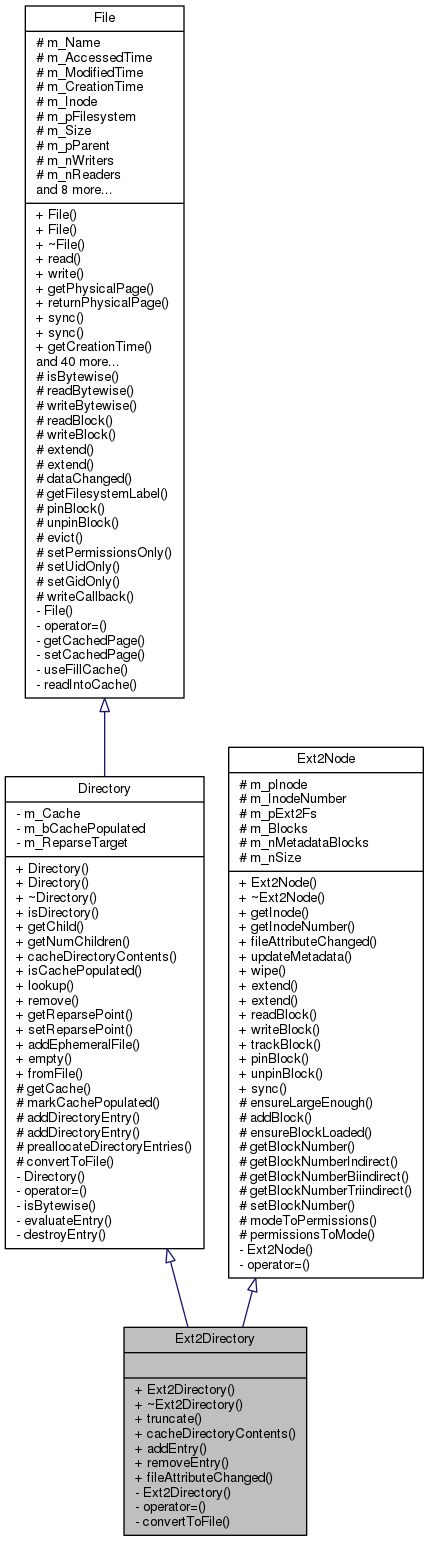 File
# m_Name
# m_AccessedTime
# m_ModifiedTime
# m_CreationTime
# m_Inode
# m_pFilesystem
# m_Size
# m_pParent
# m_nWriters
# m_nReaders
and 8 more...
+ File()
+ File()
+ ~File()
+ read()
+ write()
+ getPhysicalPage()
+ returnPhysicalPage()
+ sync()
+ sync()
+ getCreationTime()
and 40 more...
# isBytewise()
# readBytewise()
# writeBytewise()
# readBlock()
# writeBlock()
# extend()
# extend()
# dataChanged()
# getFilesystemLabel()
# pinBlock()
# unpinBlock()
# evict()
# setPermissionsOnly()
# setUidOnly()
# setGidOnly()
# writeCallback()
- File()
- operator=()
- getCachedPage()
- setCachedPage()
- useFillCache()
- readIntoCache()
Directory
- m_Cache
- m_bCachePopulated
- m_ReparseTarget
+ Directory()
+ Directory()
+ ~Directory()
+ isDirectory()
+ getChild()
+ getNumChildren()
+ cacheDirectoryContents()
+ isCachePopulated()
+ lookup()
+ remove()
+ getReparsePoint()
+ setReparsePoint()
+ addEphemeralFile()
+ empty()
+ fromFile()
# getCache()
# markCachePopulated()
# addDirectoryEntry()
# addDirectoryEntry()
# preallocateDirectoryEntries()
# convertToFile()
- Directory()
- operator=()
- isBytewise()
- evaluateEntry()
- destroyEntry()
Ext2Node
# m_pInode
# m_InodeNumber
# m_pExt2Fs
# m_Blocks
# m_nMetadataBlocks
# m_nSize
+ Ext2Node()
+ ~Ext2Node()
+ getInode()
+ getInodeNumber()
+ fileAttributeChanged()
+ updateMetadata()
+ wipe()
+ extend()
+ extend()
+ readBlock()
+ writeBlock()
+ trackBlock()
+ pinBlock()
+ unpinBlock()
+ sync()
# ensureLargeEnough()
# addBlock()
# ensureBlockLoaded()
# getBlockNumber()
# getBlockNumberIndirect()
# getBlockNumberBiindirect()
# getBlockNumberTriindirect()
# setBlockNumber()
# modeToPermissions()
# permissionsToMode()
- Ext2Node()
- operator=()
Ext2Directory
+ Ext2Directory()
+ ~Ext2Directory()
+ truncate()
+ cacheDirectoryContents()
+ addEntry()
+ removeEntry()
+ fileAttributeChanged()
- Ext2Directory()
- operator=()
- convertToFile()